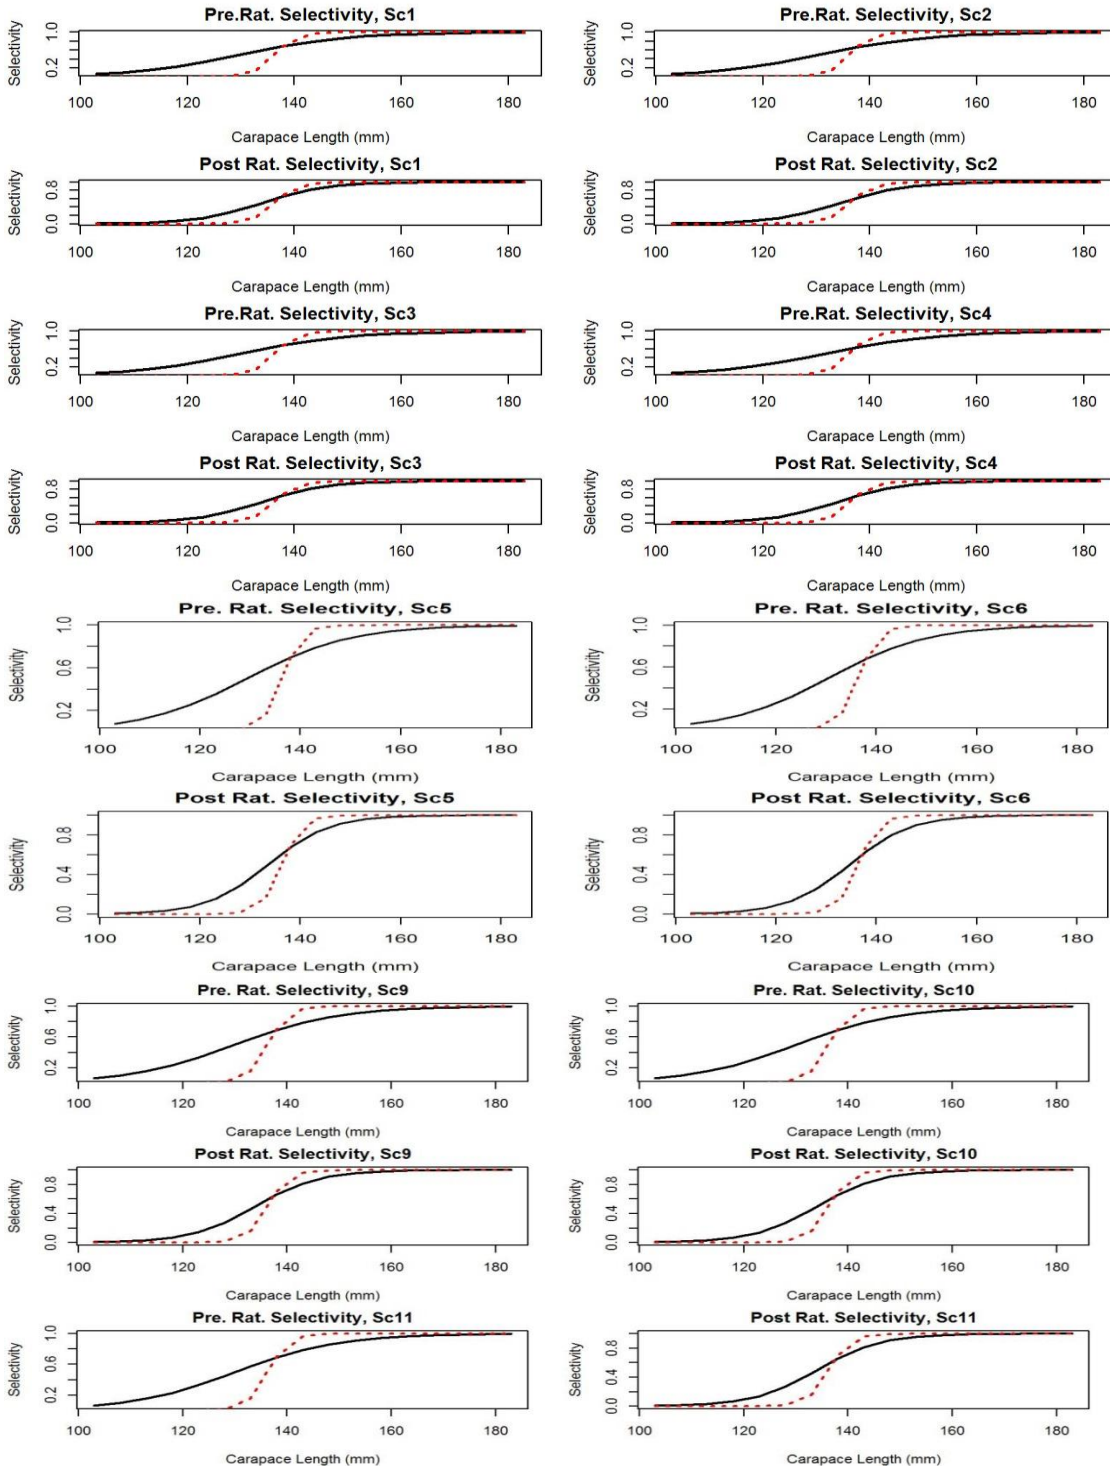 Pre.Rat. Selectivity, Sc1
Selectivity
1.0
0.2
100 120 140 160 180
Carapace Length (mm)
Pre.Rat. Selectivity, Sc2
Selectivity
1.0
0.2
100 120 140 160 180
Carapace Length (mm)
Post Rat. Selectivity, Sc1
Selectivity
0.8
0.0
100 120 140 160 180
Carapace Length (mm)
Post Rat. Selectivity, Sc2
Selectivity
0.8
0.0
100 120 140 160 180
Carapace Length (mm)
Pre.Rat. Selectivity, Sc3
Selectivity
1.0
0.2
100 120 140 160 180
Carapace Length (mm)
Pre.Rat. Selectivity, Sc4
Selectivity
1.0
0.2
100 120 140 160 180
Carapace Length (mm)
Post Rat. Selectivity, Sc3
Selectivity
0.8
0.0
100 120 140 160 180
Carapace Length (mm)
Post Rat. Selectivity, Sc4
Selectivity
0.8
0.0
100 120 140 160 180
Carapace Length (mm)
Pre. Rat. Selectivity, Sc5
Selectivity
1.0
0.6
0.2
100 120 140 160 180
Carapace Length (mm)
Pre. Rat. Selectivity, Sc6
Selectivity
1.0
0.6
0.2
100 120 140 160 180
Carapace Length (mm)
Post Rat. Selectivity, Sc5
Selectivity
0.8
0.4
0.0
100 120 140 160 180
Carapace Length (mm)
Post Rat. Selectivity, Sc6
Selectivity
0.8
0.4
0.0
100 120 140 160 180
Carapace Length (mm)
Pre. Rat. Selectivity, Sc9
Selectivity
1.0
0.6
0.2
100 120 140 160 180
Carapace Length (mm)
Pre. Rat. Selectivity, Sc10
Selectivity
1.0
0.6
0.2
100 120 140 160 180
Carapace Length (mm)
Post Rat. Selectivity, Sc9
Selectivity
0.8
0.4
0.0
100 120 140 160 180
Carapace Length (mm)
Post Rat. Selectivity, Sc10
Selectivity
0.8
0.4
0.0
100 120 140 160 180
Carapace Length (mm)
Pre. Rat. Selectivity, Sc11
Selectivity
1.0
0.6
0.2
100 120 140 160 180
Carapace Length (mm)
Post Rat. Selectivity, Sc11
Selectivity
0.8
0.4
0.0
100 120 140 160 180
Carapace Length (mm)